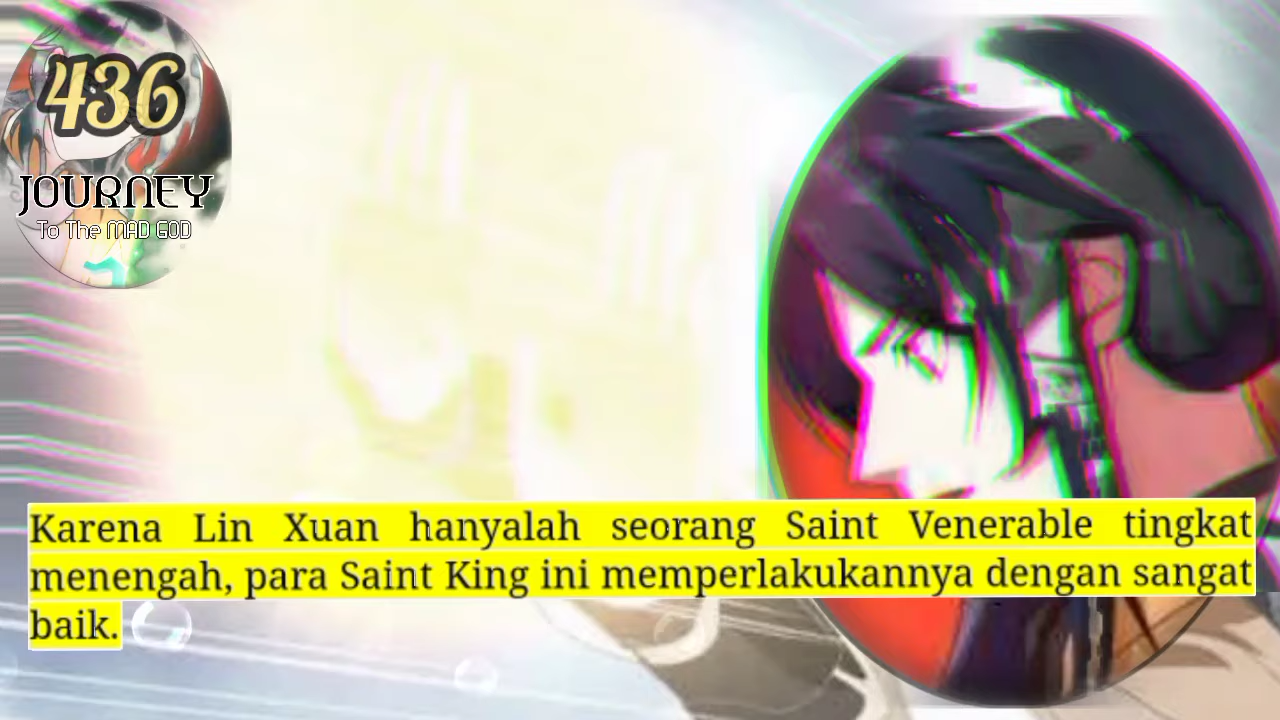 436
JOURNEY
To The MAD GOD
Karena Lin Xuan hanyalah seorang Saint Venerable tingkat
menengah, para Saint King ini memperlakukannya dengan sangat
baik.